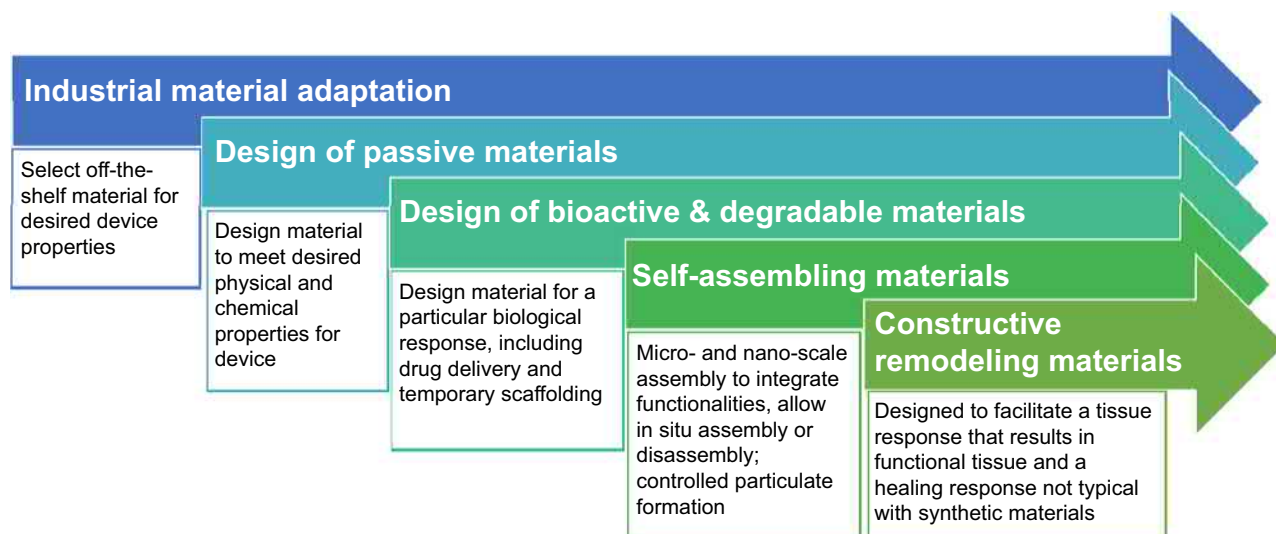 Industrial material adaptation
Select off-the-
shelf material for
desired device
properties
Design of passive materials
Design material
to meet desired
physical and
chemical
properties for
device
Design of bioactive & degradable materials
Design material for a
particular biological
response, including
drug delivery and
temporary scaffolding
Self-assembling materials
Micro- and nano-scale
assembly to integrate
functionalities, allow
in situ assembly or
disassembly;
controlled particulate
formation
Constructive
remodeling materials
Designed to facilitate a tissue
response that results in
functional tissue and a
healing response not typical
with synthetic materials